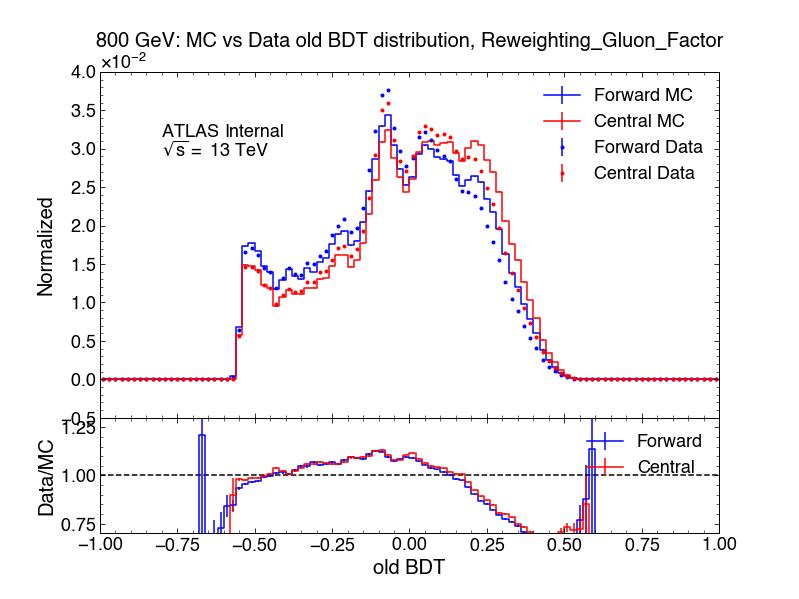 800 GeV: MC vs Data old BDT distribution, Reweighting_Gluon_Factor
×10⁻²
4.0
3.5
3.0
2.5
2.0
1.5
1.0
0.5
0.0
−0.5
Normalized
ATLAS Internal
√s = 13 TeV
Forward MC
Central MC
Forward Data
Central Data
1.25
1.00
0.75
Data/MC
Forward
Central
−1.00 −0.75 −0.50 −0.25 0.00 0.25 0.50 0.75 1.00
old BDT